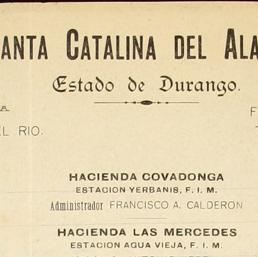 ANTA CATALINA DEL ALA
Estado de Durango.
F
EL RIO.
HACIENDA COVADONGA
ESTACION YERBANIS, F. I. M.
Administrador FRANCISCO A. CALDERON
HACIENDA LAS MERCEDES
ESTACION AGUA VIEJA, F. I. M.